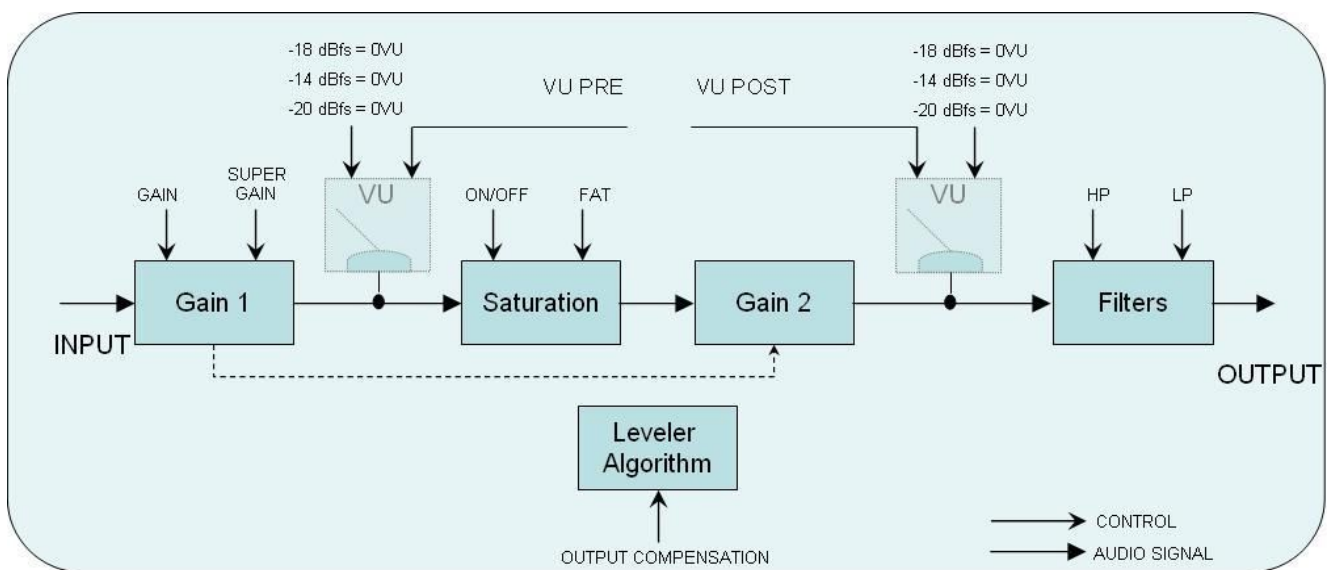 -18 dBfs = 0VU
-14 dBfs = 0VU
-20 dBfs = 0VU
VU PRE
VU POST
-18 dBfs = 0VU
-14 dBfs = 0VU
-20 dBfs = 0VU
GAIN
SUPER
GAIN
VU
ON/OFF
FAT
VU
HP
LP
INPUT
Gain 1
Saturation
Gain 2
Filters
OUTPUT
Leveler
Algorithm
OUTPUT COMPENSATION
CONTROL
AUDIO SIGNAL